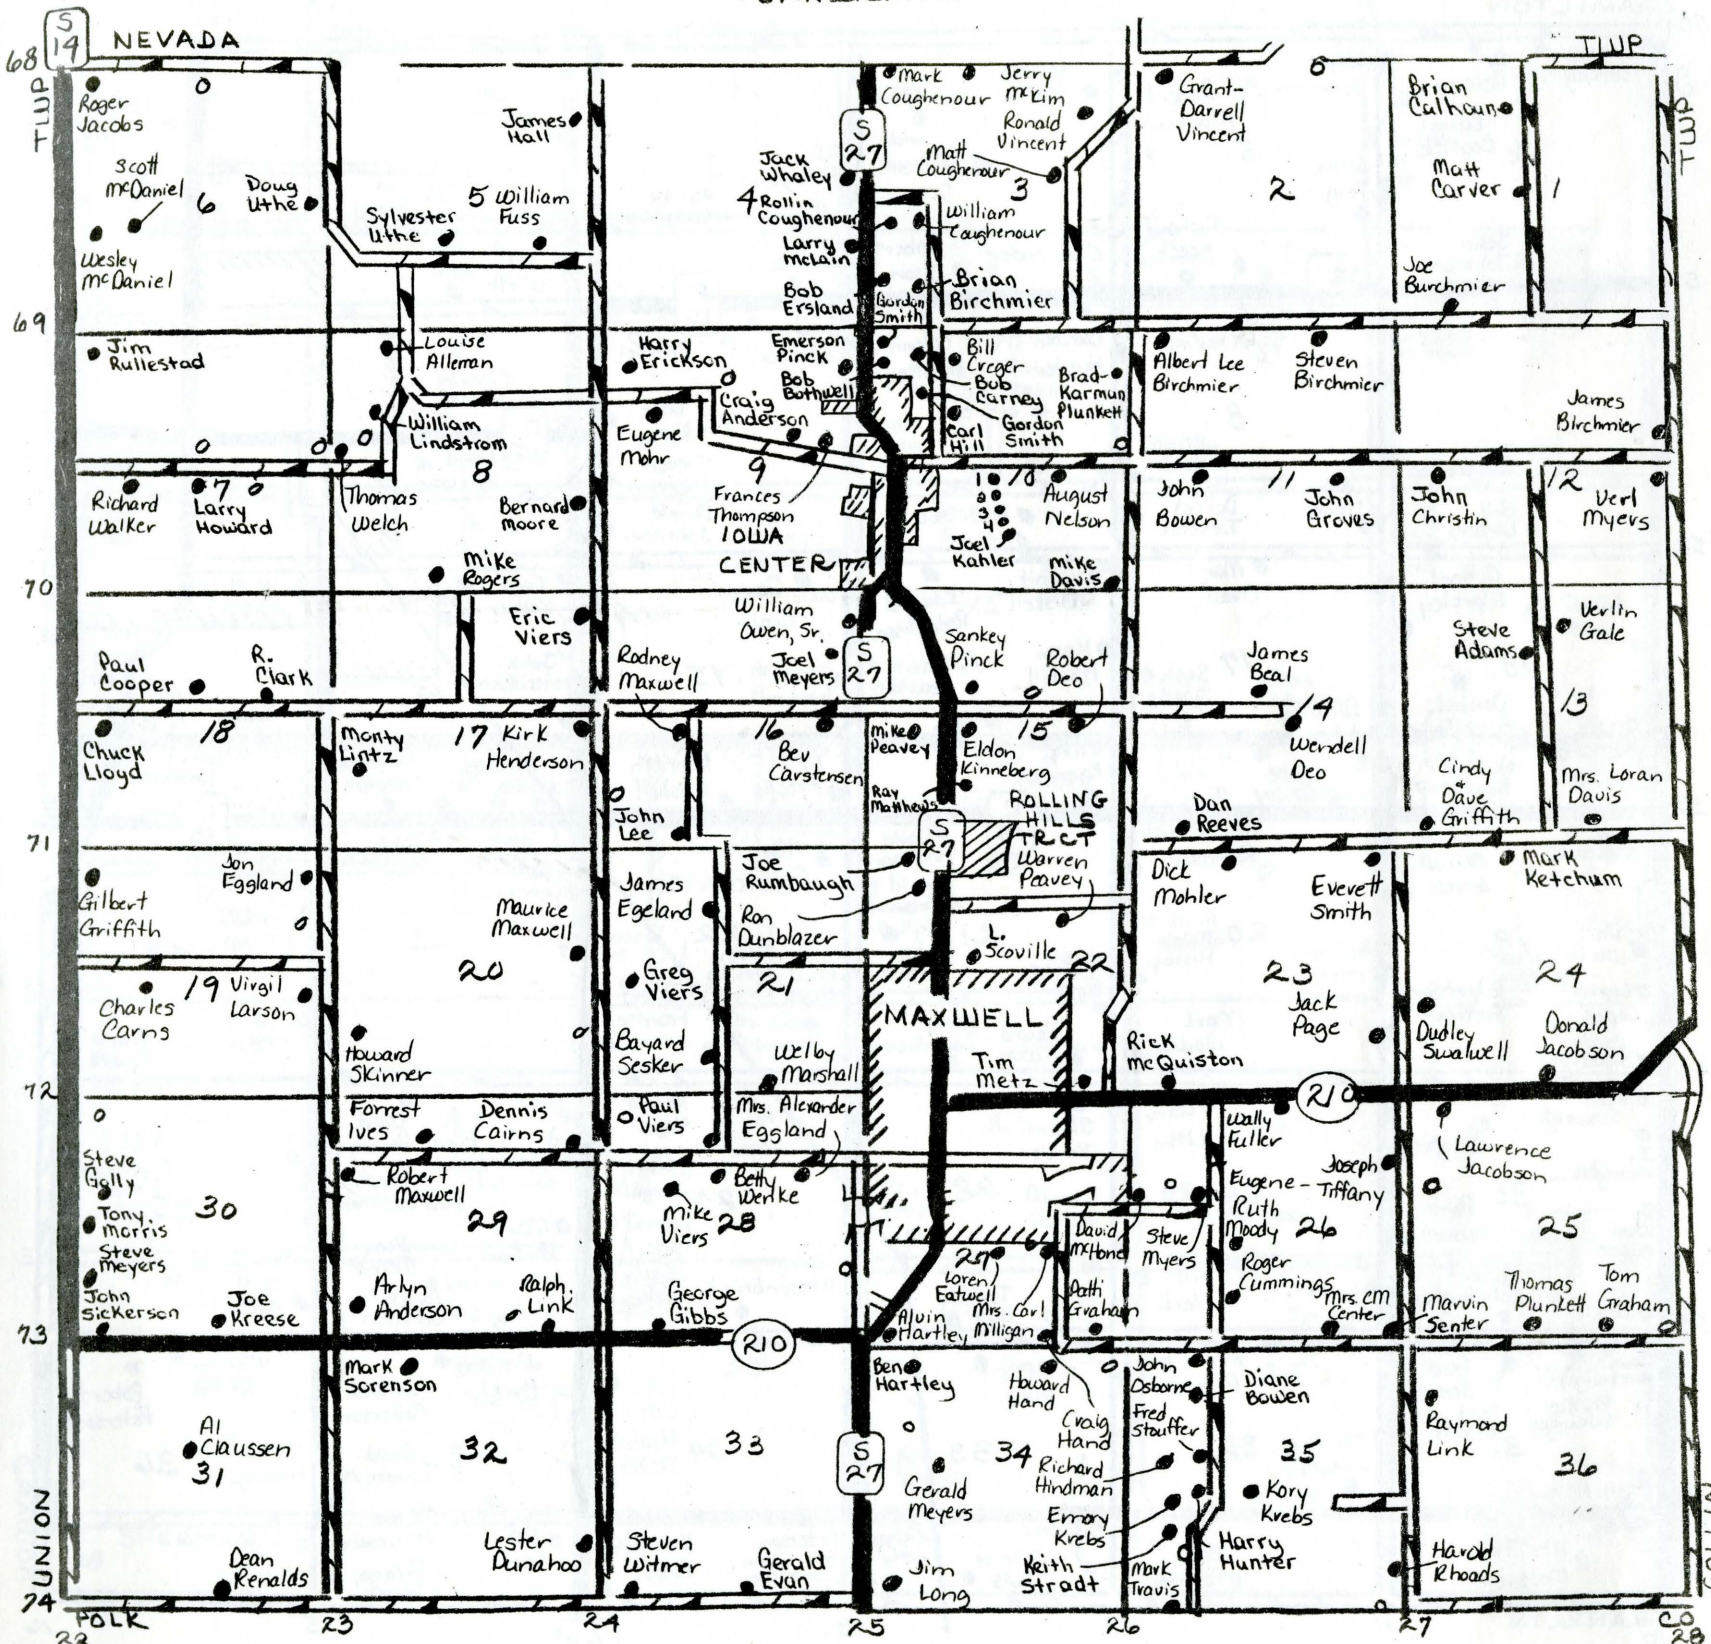 S
14
NEVADA
TWP
68
TWP
TWP
Roger
Jacobs
James
Hall
S
27
Mark
Coughenour
Jerry
McKim
Ronald
Vincent
Grant-
Darrell
Vincent
Brian
Calhoun
Scott
McDaniel
6
Doug
Uthe
Sylvester
Uthe
5
William
Fuss
Jack
Whaley
4
Rollin
Coughenour
Larry
McLain
Matt
Coughenour
3
William
Coughenour
2
Matt
Carver
1
Wesley
McDaniel
Bob
Ersland
Gordon
Smith
Brian
Birchmier
Joe
Burchmier
69
Jim
Rullestad
Louise
Alleman
Harry
Erickson
Emerson
Pinck
Bob
Bothwell
Bill
Creger
Bob
Carney
Brad-
Karmun
Plunkett
Albert Lee
Birchmier
Steven
Birchmier
William
Lindstrom
Craig
Anderson
Eugene
Mohr
Carl
Hill
Gordon
Smith
James
Birchmier
8
9
Richard
Walker
7
Larry
Howard
Thomas
Welch
Bernard
Moore
Frances
Thompson
IOWA
CENTER
1
2
3
4
10
August
Nelson
Joel
Kahler
John
Bowen
11
John
Groves
John
Christin
12
Verl
Myers
Mike
Rogers
Mike
Davis
70
Eric
Viers
William
Owen, Sr.
Joel
Meyers
S
27
Sankey
Pinck
Robert
Deo
James
Beal
Steve
Adams
Verlin
Gale
Paul
Cooper
R.
Clark
Rodney
Maxwell
18
Chuck
Lloyd
Monty
Lintz
17
Kirk
Henderson
16
Bev
Carstensen
Mike
Peavey
Eldon
Kinneberg
15
14
Wendell
Deo
13
Ray
Matthews
Cindy
&
Dave
Griffith
Mrs. Loran
Davis
John
Lee
S
27
ROLLING
HILLS
TRCT
Dan
Reeves
71
Jon
Eggland
Gilbert
Griffith
Maurice
Maxwell
James
Egeland
Joe
Rumbaugh
Ron
Dunblazer
Warren
Peavey
Dick
Mohler
Everett
Smith
Mark
Ketchum
L.
Scoville
22
19
Charles
Carns
Virgil
Larson
20
Greg
Viers
21
23
Jack
Page
24
MAXWELL
Howard
Skinner
Bayard
Sesker
Welby
Marshall
Tim
Metz
Rick
McQuiston
Dudley
Swalwell
Donald
Jacobson
72
210
Forrest
Ives
Dennis
Cairns
Paul
Viers
Mrs. Alexander
Eggland
Wally
Fuller
Lawrence
Jacobson
Steve
Golly
Tony
Morris
Steve
Meyers
John
Sickerson
30
Robert
Maxwell
29
Mike
Viers
Betty
Wertke
28
Joseph
Tiffany
Eugene-
Ruth
Moody
26
25
David
McHone
Steve
Myers
27
Loren
Eatwell
Roger
Cummings
Joe
Kreese
Arlyn
Anderson
Ralph
Link
George
Gibbs
Alvin
Hartley
Mrs. Carl
Milligan
Patti
Graham
Mrs. EM
Center
Marvin
Senter
Thomas
Plunkett
Tom
Graham
73
210
Mark
Sorenson
Ben
Hartley
Howard
Hand
Craig
Hand
John
Osborne
Diane
Bowen
Fred
Stouffer
Raymond
Link
Al
Claussen
31
32
33
S
27
34
Richard
Hindman
35
36
Gerald
Meyers
Emory
Krebs
Kory
Krebs
UNION
Dean
Renalds
Lester
Dunahoo
Steven
Witmer
Gerald
Evan
Jim
Long
Keith
Stradt
Mark
Travis
Harry
Hunter
Harold
Rhoads
74
POLK
23
24
25
26
27
CO
28